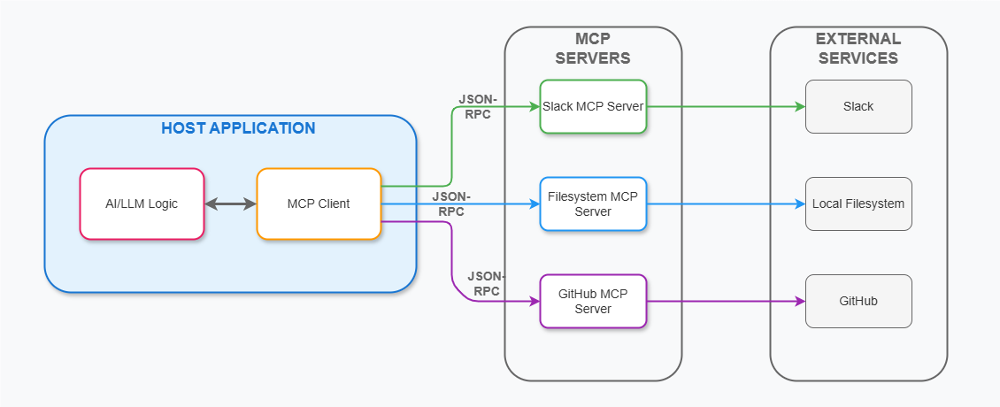 MCP
SERVERS
EXTERNAL
SERVICES
JSON-
RPC
Slack MCP Server
Slack
HOST APPLICATION
AI/LLM Logic
MCP Client
JSON-
RPC
Filesystem MCP
Server
Local Filesystem
JSON-
RPC
GitHub MCP
Server
GitHub